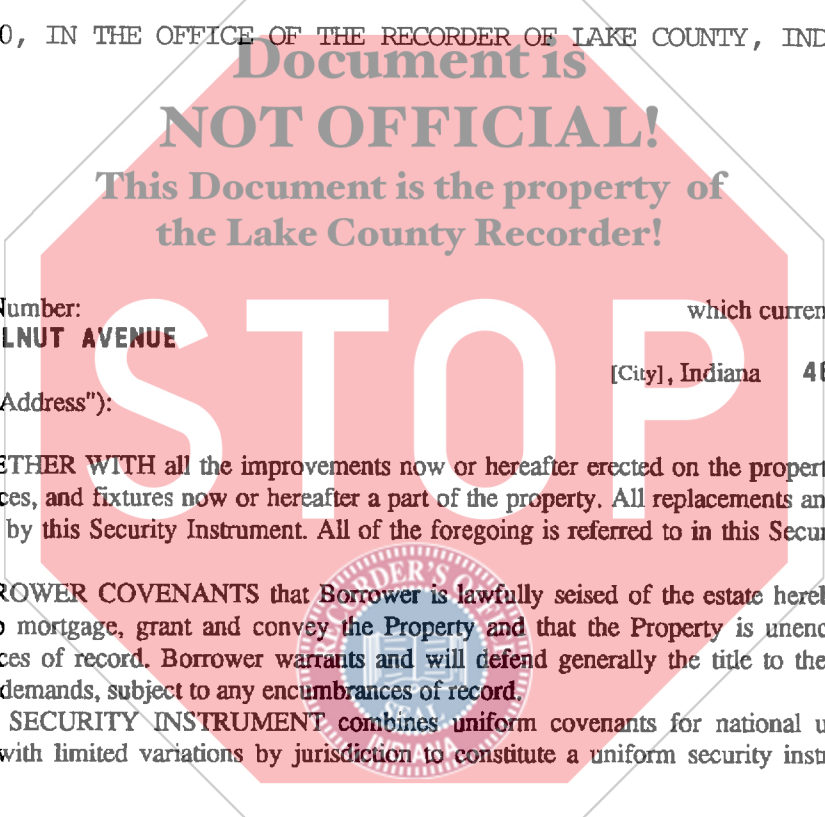 0, IN THE OFFICE OF THE RECORDER OF LAKE COUNTY, IND
Document is
NOT OFFICIAL!
This Document is the property of
the Lake County Recorder!
Number: which curren
LNUT AVENUE
[City], Indiana
Address"):
STOP
ETHER WITH all the improvements now or hereafter erected on the propert
ces, and fixtures now or hereafter a part of the property. All replacements an
by this Security Instrument. All of the foregoing is referred to in this Secur
ROWER COVENANTS that Borrower is lawfully seised of the estate herel
mortgage, grant and convey the Property and that the Property is unenc
ces of record. Borrower warrants and will defend generally the title to the
demands, subject to any encumbrances of record.
SECURITY INSTRUMENT combines uniform covenants for national u
with limited variations by jurisdiction to constitute a uniform security instr
RECORDER'S OFFICE
SEAL
INDIANA